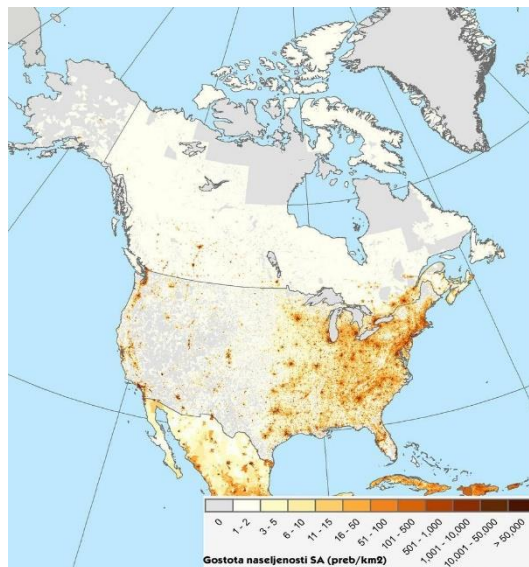 0
1 - 2
3 - 5
6 - 10
11 - 15
16 - 50
51 - 100
101 - 500
501 - 1,000
1,001 - 10,000
10,001 - 50,000
> 50,000
Gostota naseljenosti SA (preb/km2)